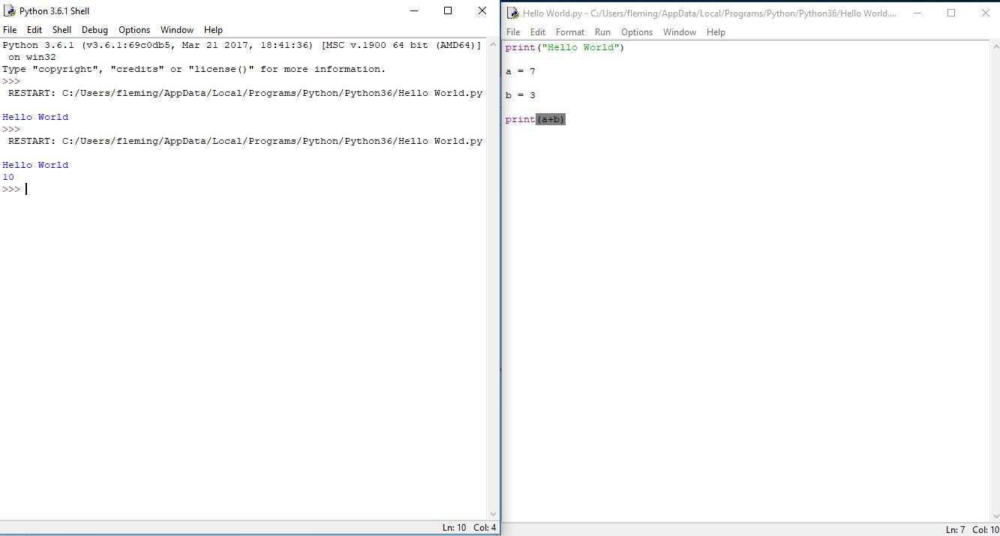 Python 3.6.1 Shell
File Edit Shell Debug Options Window Help
Python 3.6.1 (v3.6.1:69c0db5, Mar 21 2017, 18:41:36) [MSC v.1900 64 bit (AMD64)]
on win32
Type "copyright", "credits" or "license()" for more information.
>>>
RESTART: C:/Users/fleming/AppData/Local/Programs/Python/Python36/Hello World.py
Hello World
>>>
RESTART: C:/Users/fleming/AppData/Local/Programs/Python/Python36/Hello World.py
Hello World
10
>>>
Ln: 10 Col: 4
Hello World.py - C:/Users/fleming/AppData/Local/Programs/Python/Python36/Hello World....
File Edit Format Run Options Window Help
print("Hello World")
a = 7
b = 3
print(a+b)
Ln: 7 Col: 10